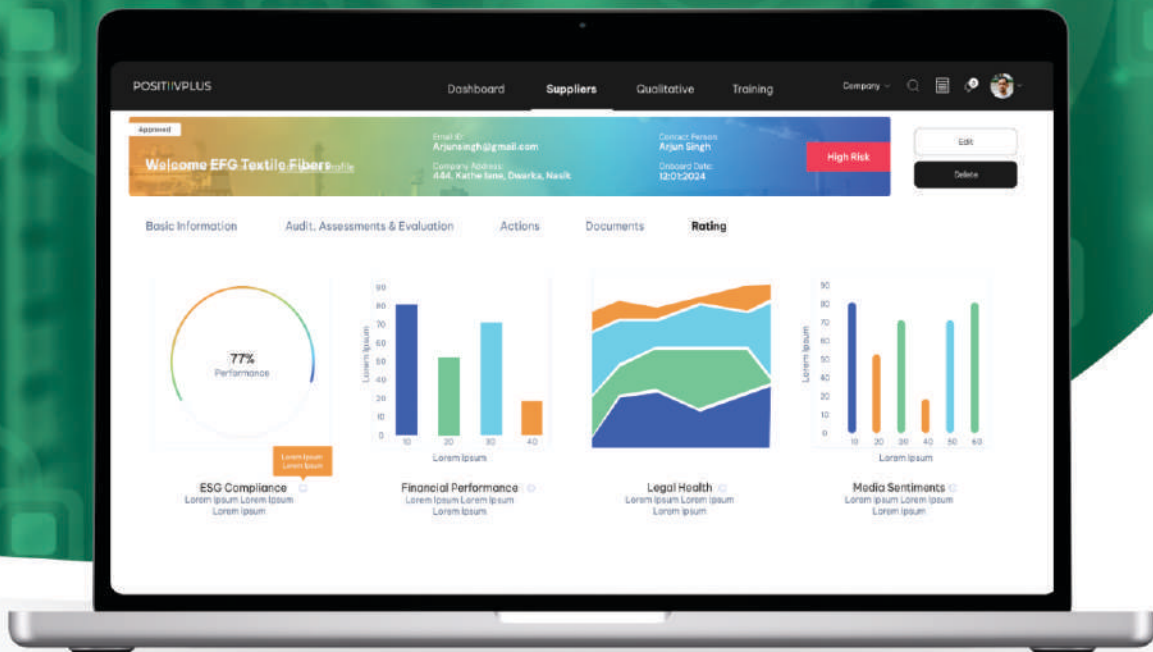 POSITIIVPLUS
Dashboard
Suppliers
Qualitative
Training
Company
Approved
Welcome EFG Textile Fibers
Profile
Email ID:
Arjunsingh@gmail.com
Company Address:
444, Kathe lane, Dwarka, Nasik
Contact Person
Arjun Singh
Onboard Date:
12:01:2024
High Risk
Edit
Delete
Basic Information
Audit, Assessments & Evaluation
Actions
Documents
Rating
77%
Performance
Lorem Ipsum
Lorem Ipsum
ESG Compliance
Lorem Ipsum Lorem Ipsum
Lorem Ipsum
90
80
70
60
50
40
20
10
0
Lorem Ipsum
10 20 30 40
Lorem Ipsum
Financial Performance
Lorem Ipsum Lorem Ipsum
Lorem Ipsum
Legal Health
Lorem Ipsum Lorem Ipsum
Lorem Ipsum
90
80
70
60
50
40
20
10
0
Lorem Ipsum
10 20 30 40 50 60
Lorem Ipsum
Media Sentiments
Lorem Ipsum Lorem Ipsum
Lorem Ipsum